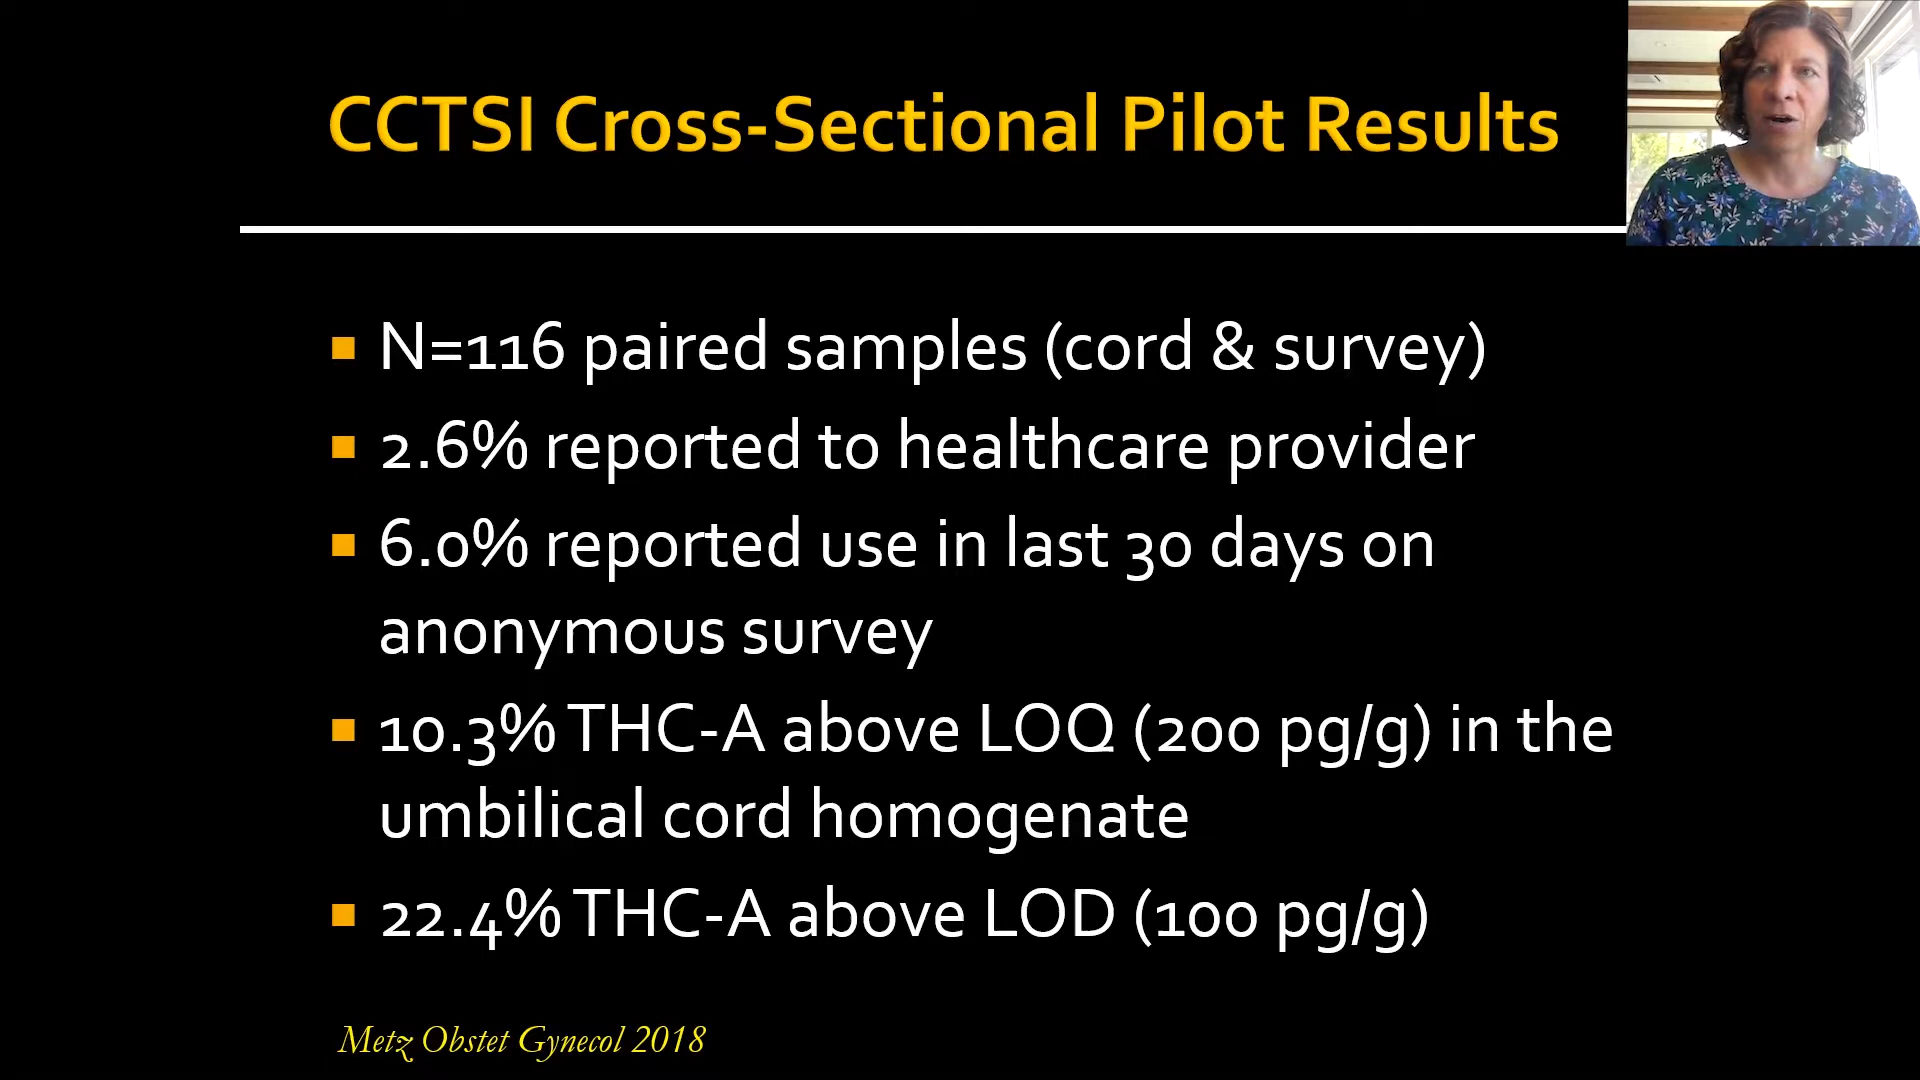 CCTSI Cross-Sectional Pilot Results
N=116 paired samples (cord & survey)
2.6% reported to healthcare provider
6.0% reported use in last 30 days on
anonymous survey
10.3% THC-A above LOQ (200 pg/g) in the
umbilical cord homogenate
22.4% THC-A above LOD (100 pg/g)
Metz Obstet Gynecol 2018